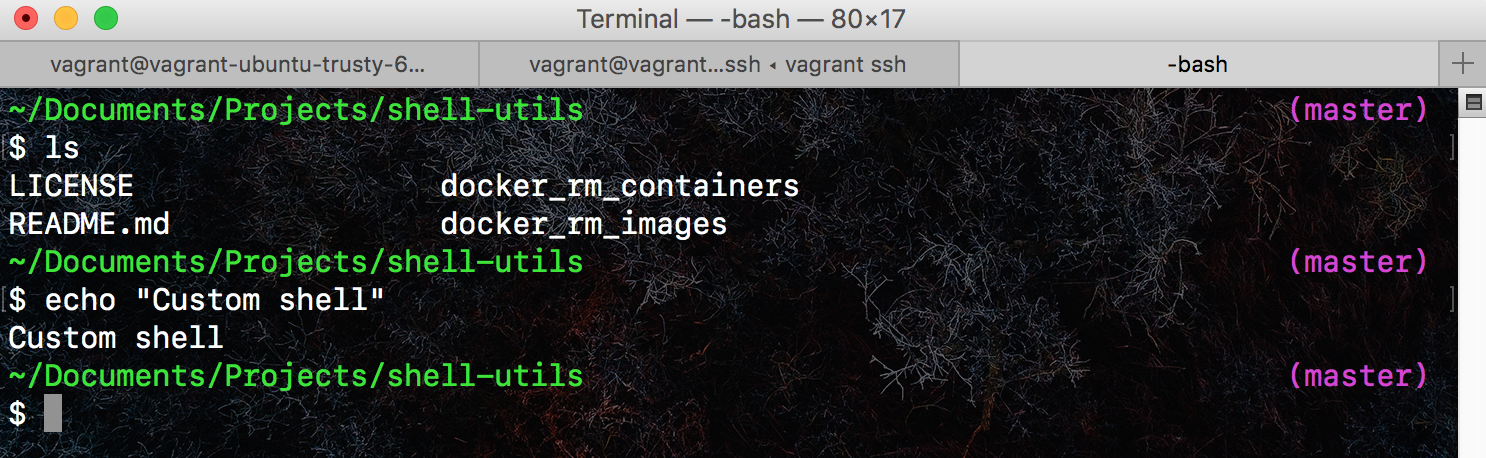 Terminal — -bash — 80×17
vagrant@vagrant-ubuntu-trusty-6... vagrant@vagrant...ssh ◂ vagrant ssh -bash +
~/Documents/Projects/shell-utils (master)
[$ ls ]
LICENSE docker_rm_containers
README.md docker_rm_images
~/Documents/Projects/shell-utils (master)
[$ echo "Custom shell" ]
Custom shell
~/Documents/Projects/shell-utils (master)
$